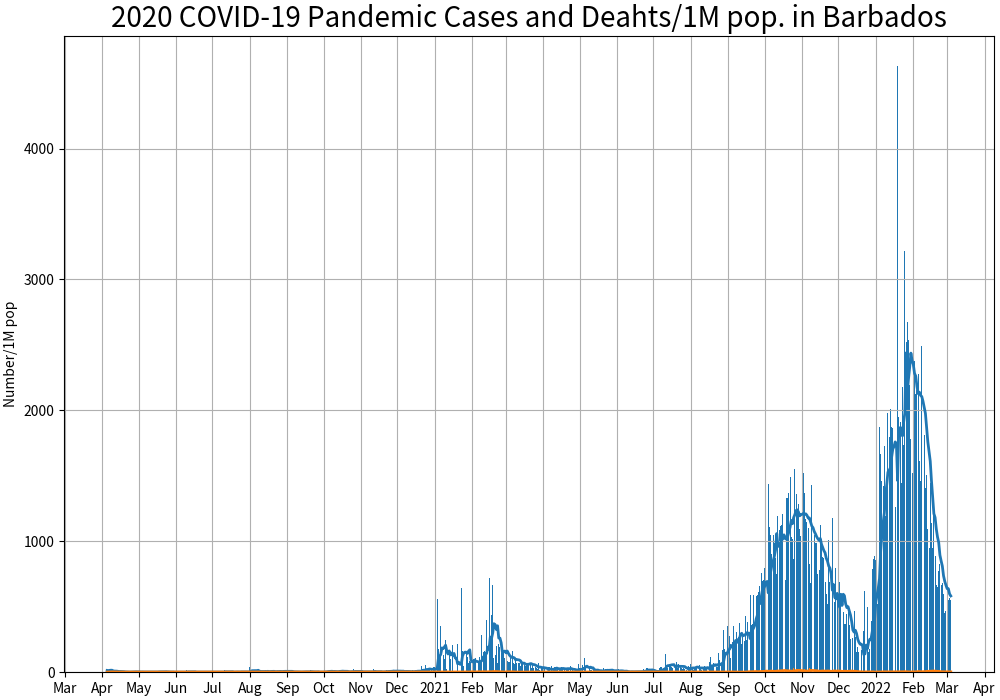 2020 COVID-19 Pandemic Cases and Deahts/1M pop. in Barbados
Number/1M pop
4000
3000
2000
1000
0
Mar Apr May Jun Jul Aug Sep Oct Nov Dec 2021 Feb Mar Apr May Jun Jul Aug Sep Oct Nov Dec 2022 Feb Mar Apr